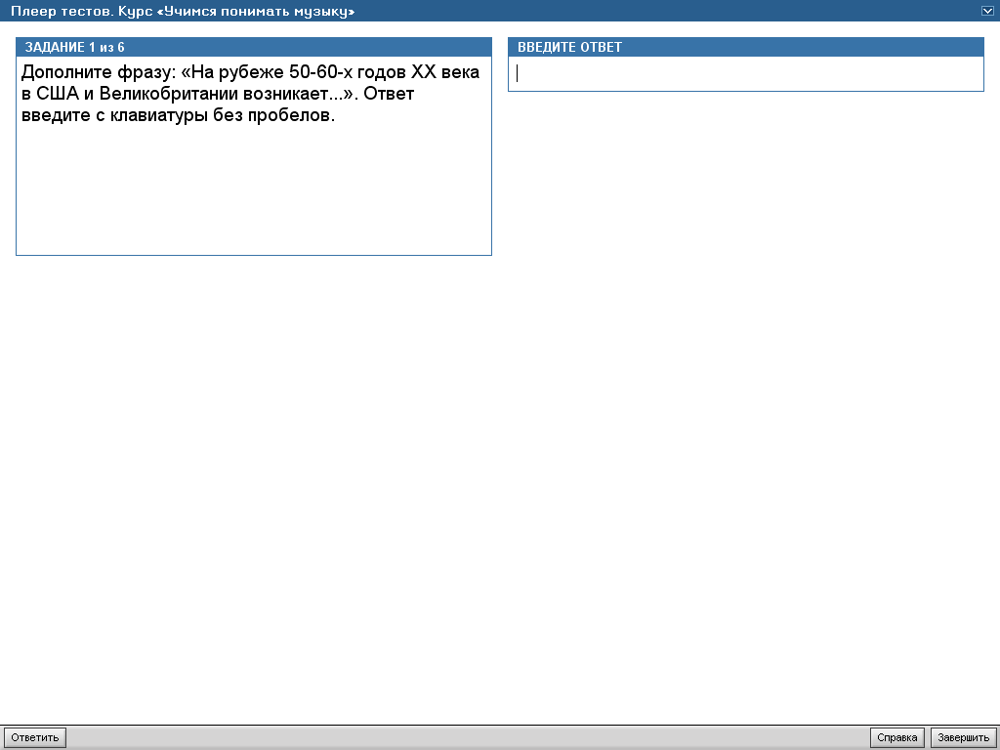 Плеер тестов. Курс «Учимся понимать музыку»
ЗАДАНИЕ 1 из 6
Дополните фразу: «На рубеже 50-60-х годов XX века
в США и Великобритании возникает...». Ответ
введите с клавиатуры без пробелов.
ВВЕДИТЕ ОТВЕТ
Ответить
Справка
Завершить